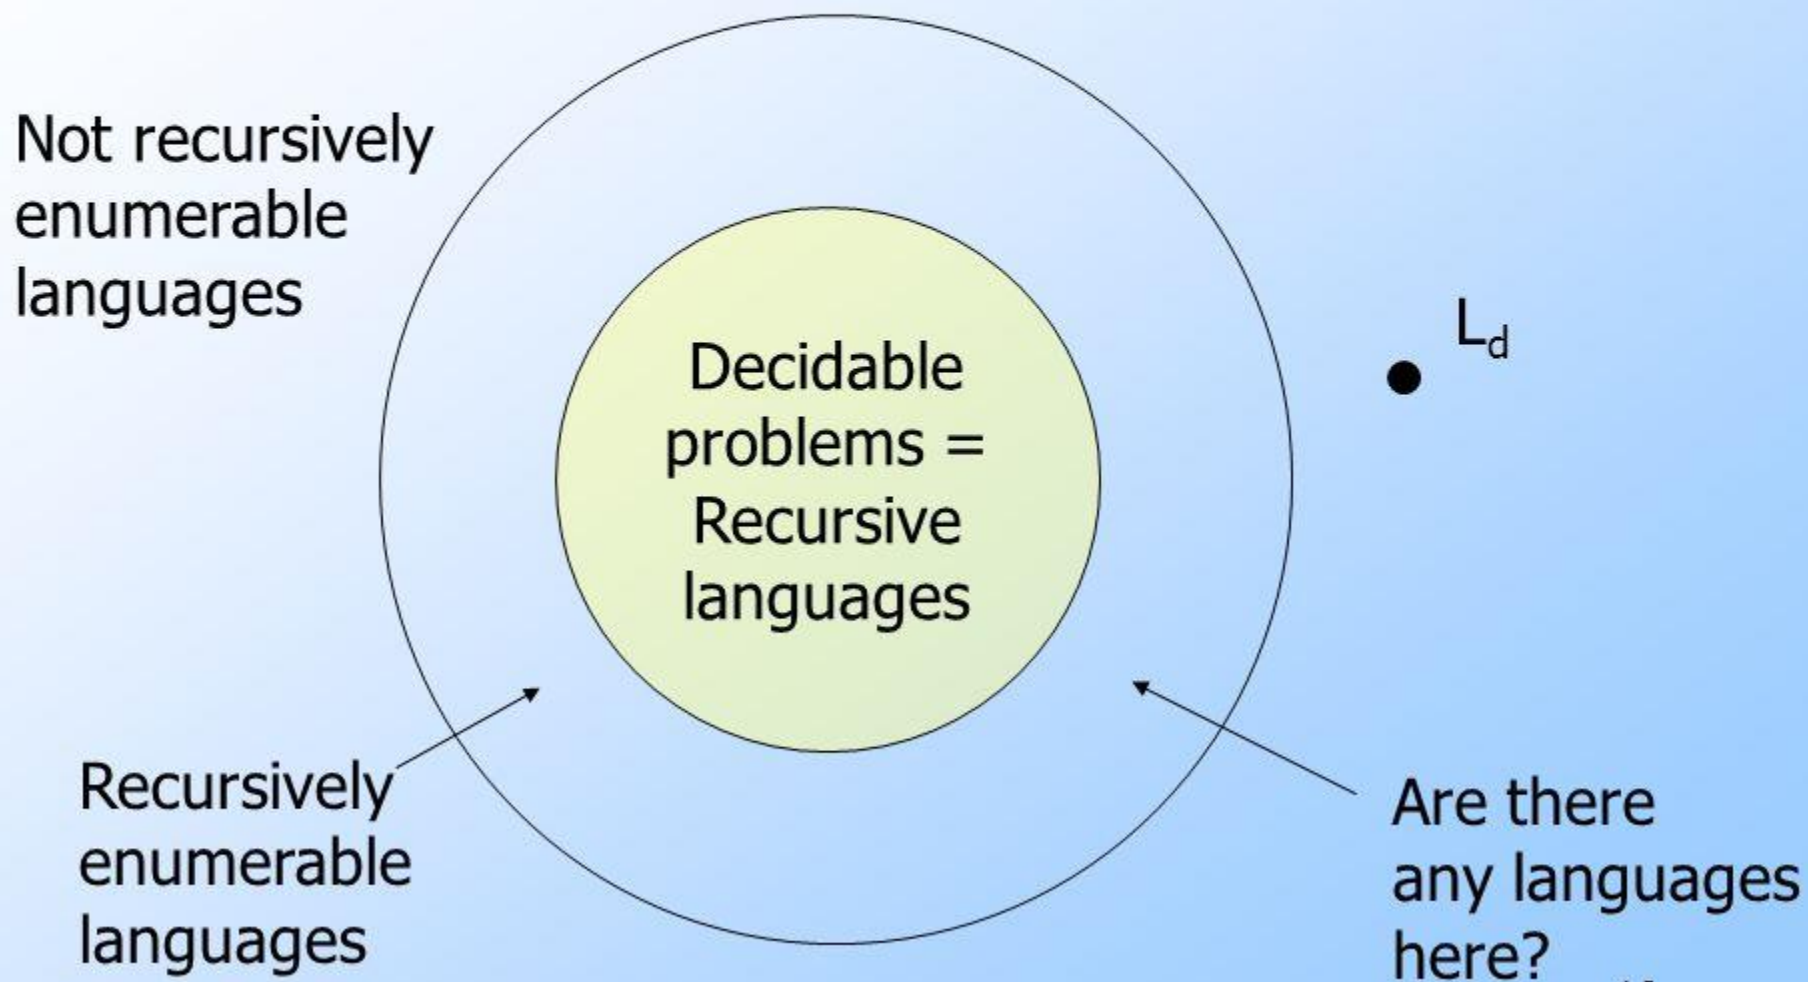 Not recursively
enumerable
languages
Decidable
problems =
Recursive
languages
L_d
Recursively
enumerable
languages
Are there
any languages
here?